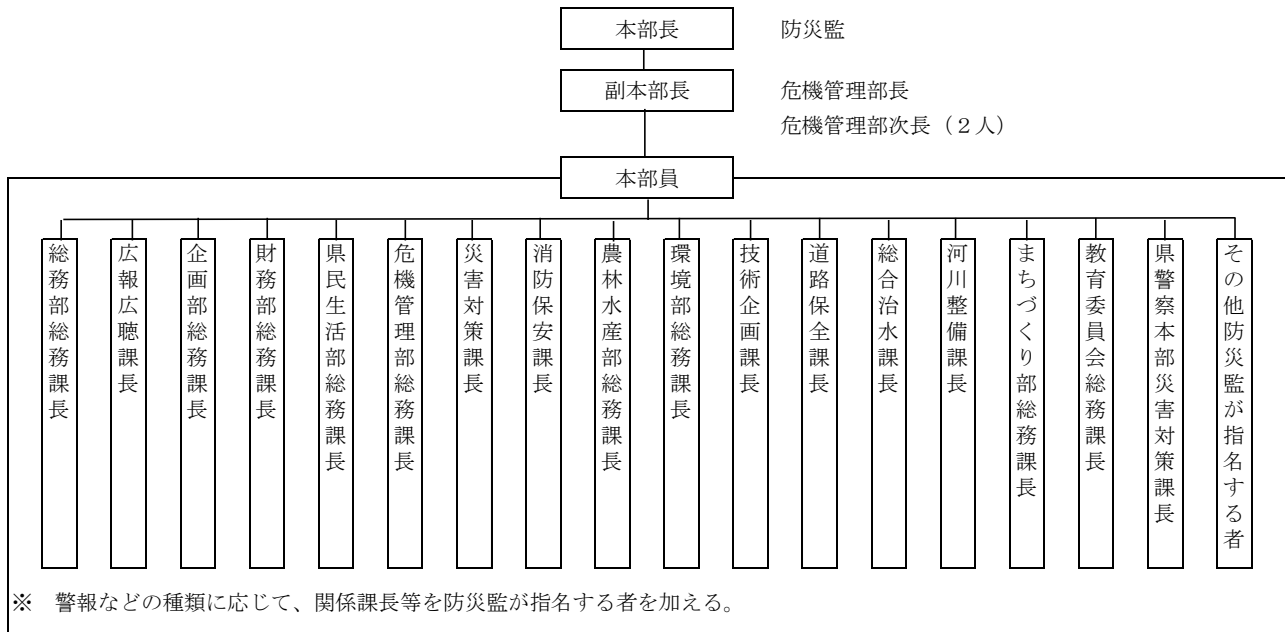 本部長　防災監
副本部長　危機管理部長
危機管理部次長（２人）
本部員
総務部総務課長
広報広聴課長
企画部総務課長
財務部総務課長
県民生活部総務課長
危機管理部総務課長
災害対策課長
消防保安課長
農林水産部総務課長
環境部総務課長
技術企画課長
道路保全課長
総合治水課長
河川整備課長
まちづくり部総務課長
教育委員会総務課長
県警察本部災害対策課長
その他防災監が指名する者
※　警報などの種類に応じて、関係課長等を防災監が指名する者を加える。